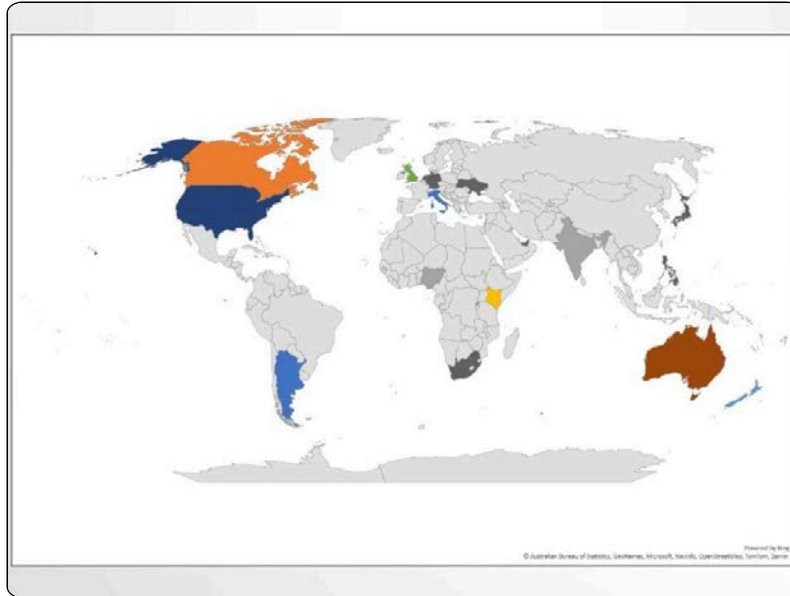 Powered by Bing
© Australian Bureau of Statistics, GeoNames, Microsoft, Navinfo, OpenStreetMap, TomTom, Zenrin